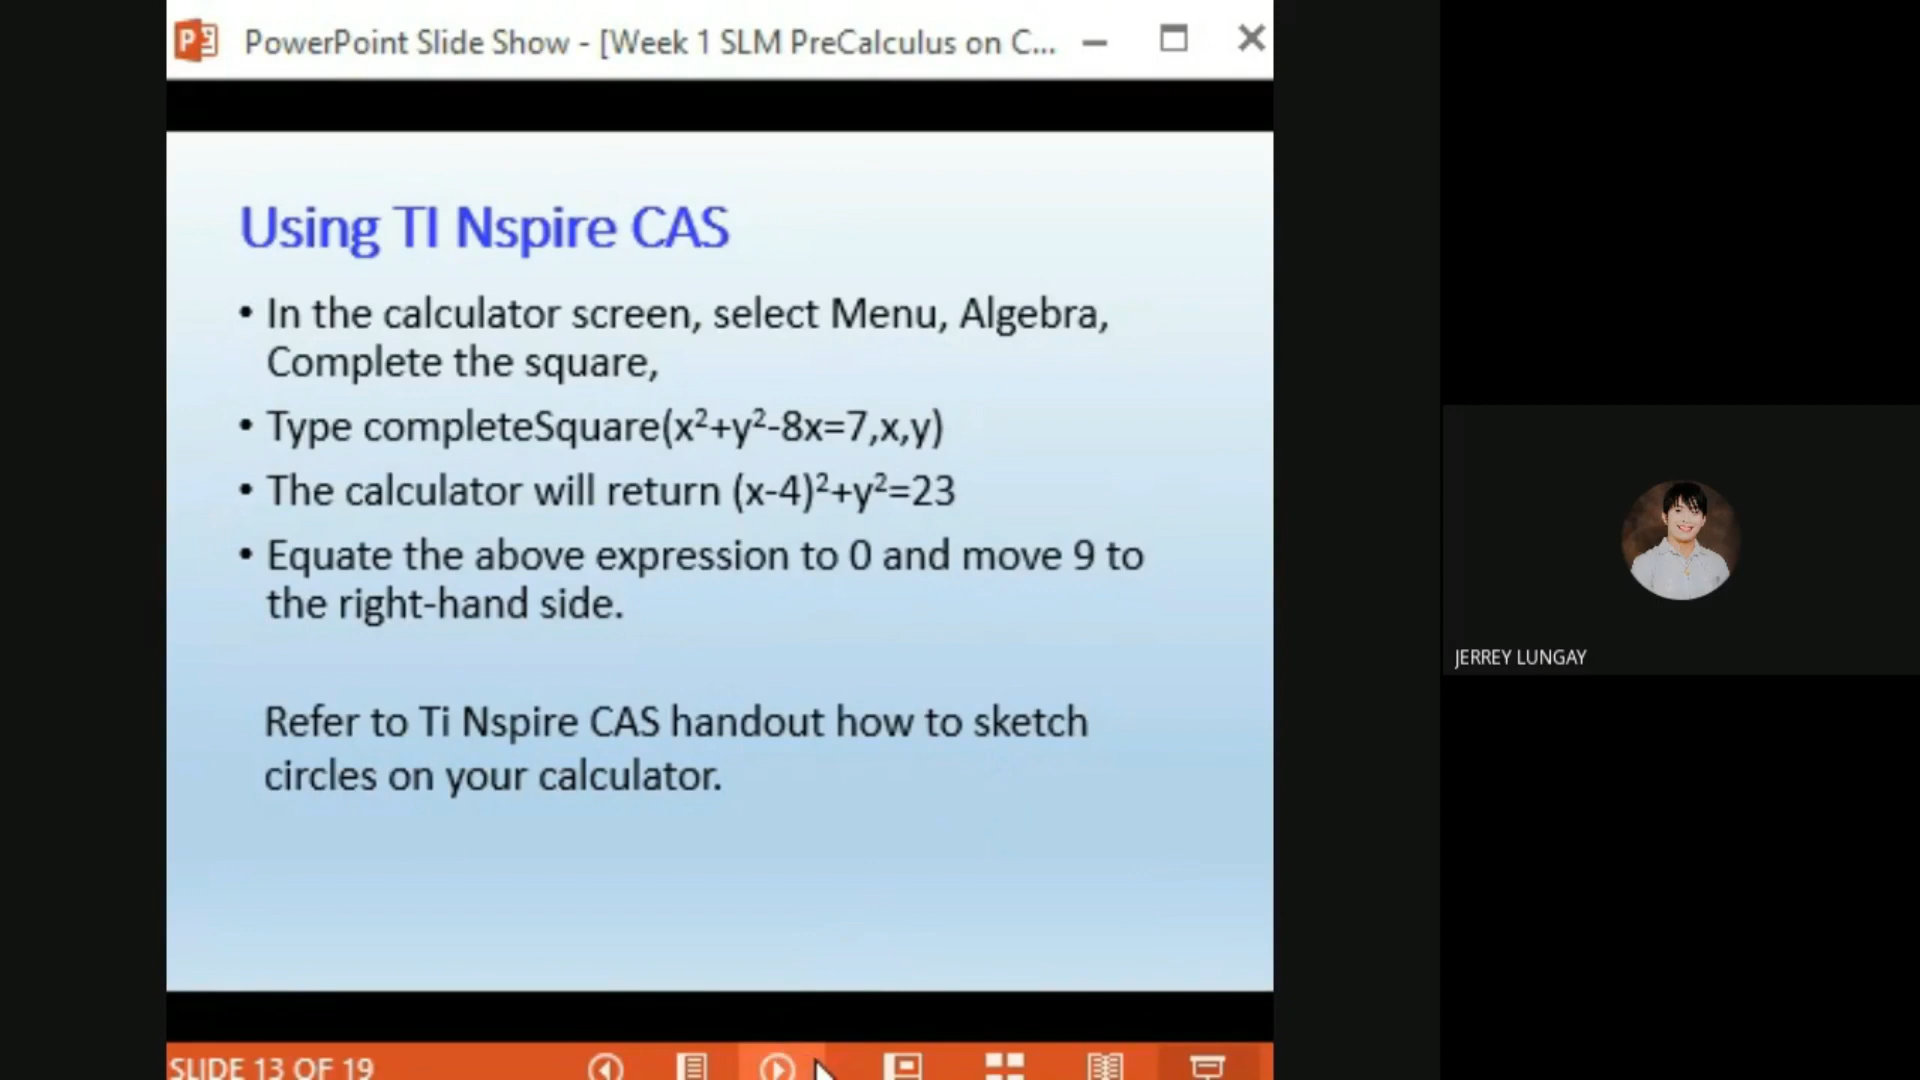 PowerPoint Slide Show - [Week 1 SLM PreCalculus on C...
Using TI Nspire CAS
• In the calculator screen, select Menu, Algebra,
Complete the square,
• Type completeSquare(x²+y²-8x=7,x,y)
• The calculator will return (x-4)²+y²=23
• Equate the above expression to 0 and move 9 to
the right-hand side.
Refer to Ti Nspire CAS handout how to sketch
circles on your calculator.
JERREY LUNGAY
SLIDE 13 OF 19